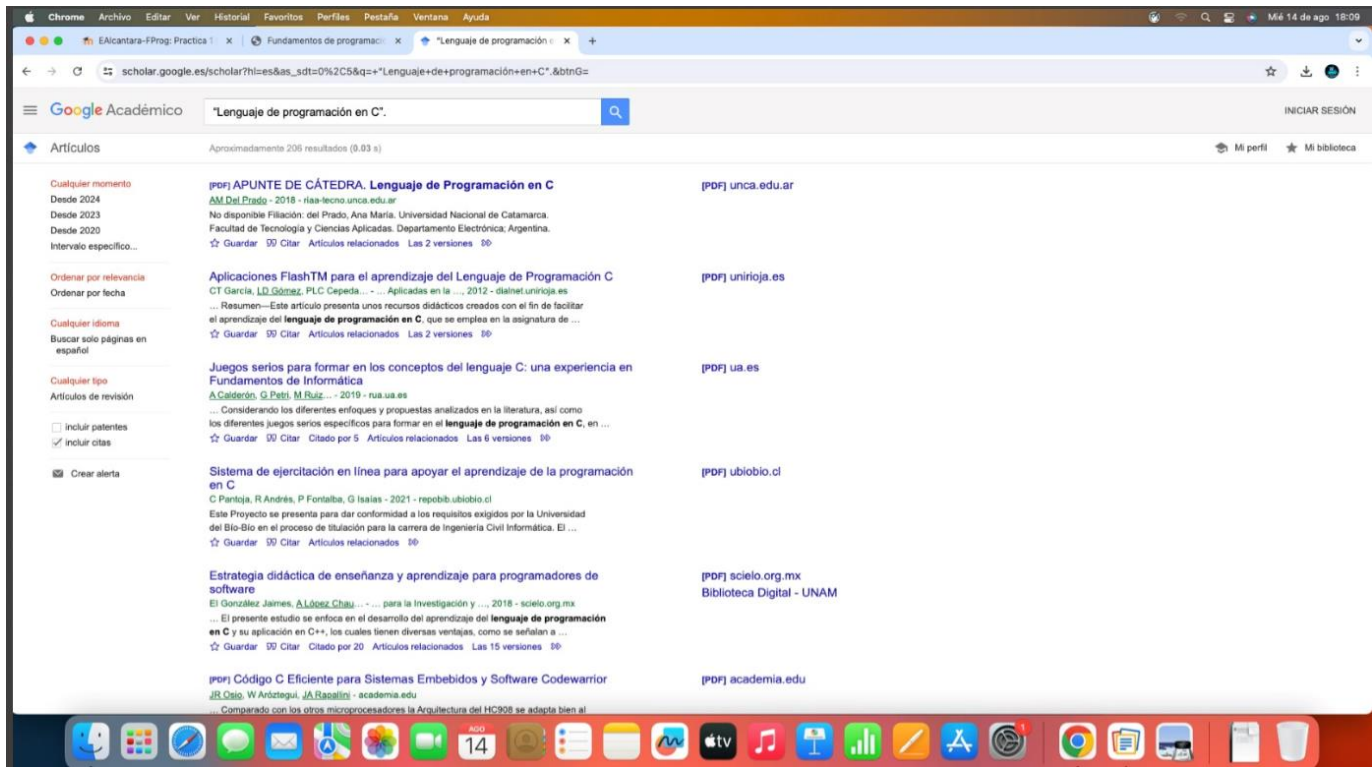 Chrome Archivo Editar Ver Historial Favoritos Perfiles Pestaña Ventana Ayuda
Mié 14 de ago 18:09
EAlcantara-FProg: Practica 1
Fundamentos de programació
"Lenguaje de programación e
scholar.google.es/scholar?hl=es&as_sdt=0%2C5&q=+"Lenguaje+de+programación+en+C".&btnG=
Google Académico
"Lenguaje de programación en C".
INICIAR SESIÓN
Artículos
Aproximadamente 206 resultados (0.03 s)
Mi perfil
Mi biblioteca
Cualquier momento
Desde 2024
Desde 2023
Desde 2020
Intervalo específico...
Ordenar por relevancia
Ordenar por fecha
Cualquier idioma
Buscar solo páginas en
español
Cualquier tipo
Artículos de revisión
incluir patentes
incluir citas
Crear alerta
[PDF] APUNTE DE CÁTEDRA. Lenguaje de Programación en C
AM Del Prado - 2018 - riaa-tecno.unca.edu.ar
No disponible Filiación: del Prado, Ana María. Universidad Nacional de Catamarca.
Facultad de Tecnología y Ciencias Aplicadas. Departamento Electrónica; Argentina.
Guardar Citar Artículos relacionados Las 2 versiones
[PDF] unca.edu.ar
Aplicaciones FlashTM para el aprendizaje del Lenguaje de Programación C
CT García, LD Gómez, PLC Cepeda... - … Aplicadas en la …, 2012 - dialnet.unirioja.es
… Resumen—Este artículo presenta unos recursos didácticos creados con el fin de facilitar
el aprendizaje del lenguaje de programación en C, que se emplea en la asignatura de …
Guardar Citar Artículos relacionados Las 2 versiones
[PDF] unirioja.es
Juegos serios para formar en los conceptos del lenguaje C: una experiencia en
Fundamentos de Informática
A Calderón, G Petri, M Ruiz... - 2019 - rua.ua.es
… Considerando los diferentes enfoques y propuestas analizados en la literatura, así como
los diferentes juegos serios específicos para formar en el lenguaje de programación en C, en …
Guardar Citar Citado por 5 Artículos relacionados Las 6 versiones
[PDF] ua.es
Sistema de ejercitación en línea para apoyar el aprendizaje de la programación
en C
C Pantoja, R Andrés, P Fontalba, G Isaías - 2021 - repobib.ubiobio.cl
Este Proyecto se presenta para dar conformidad a los requisitos exigidos por la Universidad
del Bío-Bío en el proceso de titulación para la carrera de Ingeniería Civil Informática. El …
Guardar Citar Artículos relacionados
[PDF] ubiobio.cl
Estrategia didáctica de enseñanza y aprendizaje para programadores de
software
EI González Jaimes, A López Chau... - … para la Investigación y …, 2018 - scielo.org.mx
… El presente estudio se enfoca en el desarrollo del aprendizaje del lenguaje de programación
en C y su aplicación en C++, los cuales tienen diversas ventajas, como se señalan a …
Guardar Citar Citado por 20 Artículos relacionados Las 15 versiones
[PDF] scielo.org.mx
Biblioteca Digital - UNAM
[PDF] Código C Eficiente para Sistemas Embebidos y Software Codewarrior
JR Osio, W Aróztegui, JA Rapallini - academia.edu
… Comparado con los otros microprocesadores la Arquitectura del HC908 se adapta bien al
[PDF] academia.edu
AGO
14
tv
1